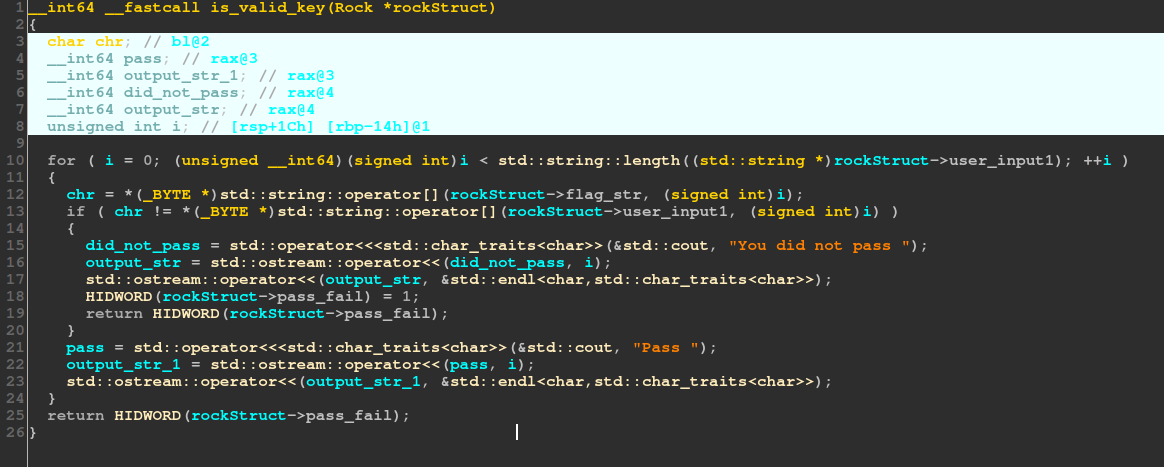 1 __int64 __fastcall is_valid_key(Rock *rockStruct)
2 {
3   char chr; // bl@2
4   __int64 pass; // rax@3
5   __int64 output_str_1; // rax@3
6   __int64 did_not_pass; // rax@4
7   __int64 output_str; // rax@4
8   unsigned int i; // [rsp+1Ch] [rbp-14h]@1
9
10   for ( i = 0; (unsigned __int64)(signed int)i < std::string::length((std::string *)rockStruct->user_input1); ++i )
11   {
12     chr = *(_BYTE *)std::string::operator[](rockStruct->flag_str, (signed int)i);
13     if ( chr != *(_BYTE *)std::string::operator[](rockStruct->user_input1, (signed int)i) )
14     {
15       did_not_pass = std::operator<<<std::char_traits<char>>(&std::cout, "You did not pass ");
16       output_str = std::ostream::operator<<(did_not_pass, i);
17       std::ostream::operator<<(output_str, &std::endl<char,std::char_traits<char>>);
18       HIDWORD(rockStruct->pass_fail) = 1;
19       return HIDWORD(rockStruct->pass_fail);
20     }
21     pass = std::operator<<<std::char_traits<char>>(&std::cout, "Pass ");
22     output_str_1 = std::ostream::operator<<(pass, i);
23     std::ostream::operator<<(output_str_1, &std::endl<char,std::char_traits<char>>);
24   }
25   return HIDWORD(rockStruct->pass_fail);
26 }